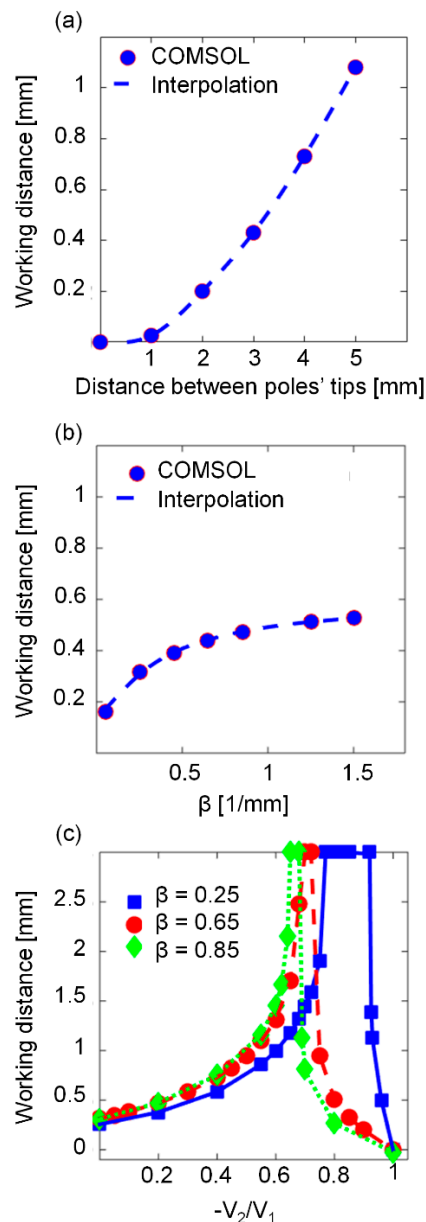 (a)
COMSOL
Interpolation
Working distance [mm]
1
0.8
0.6
0.4
0.2
1 2 3 4 5
Distance between poles' tips [mm]
(b)
COMSOL
Interpolation
Working distance [mm]
1
0.8
0.6
0.4
0.2
0.5 1 1.5
β [1/mm]
(c)
β = 0.25
β = 0.65
β = 0.85
Working distance [mm]
2.5
2
1.5
1
0.5
0
0.2 0.4 0.6 0.8 1
-V₂/V₁